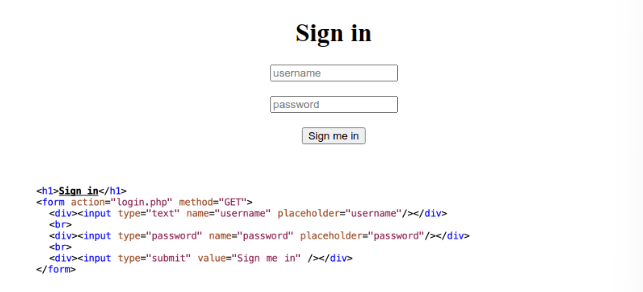 Sign in
username
password
Sign me in
<h1>Sign in</h1>
<form action="login.php" method="GET">
<div><input type="text" name="username" placeholder="username"/></div>
<br>
<div><input type="password" name="password" placeholder="password"/></div>
<br>
<div><input type="submit" value="Sign me in" /></div>
</form>